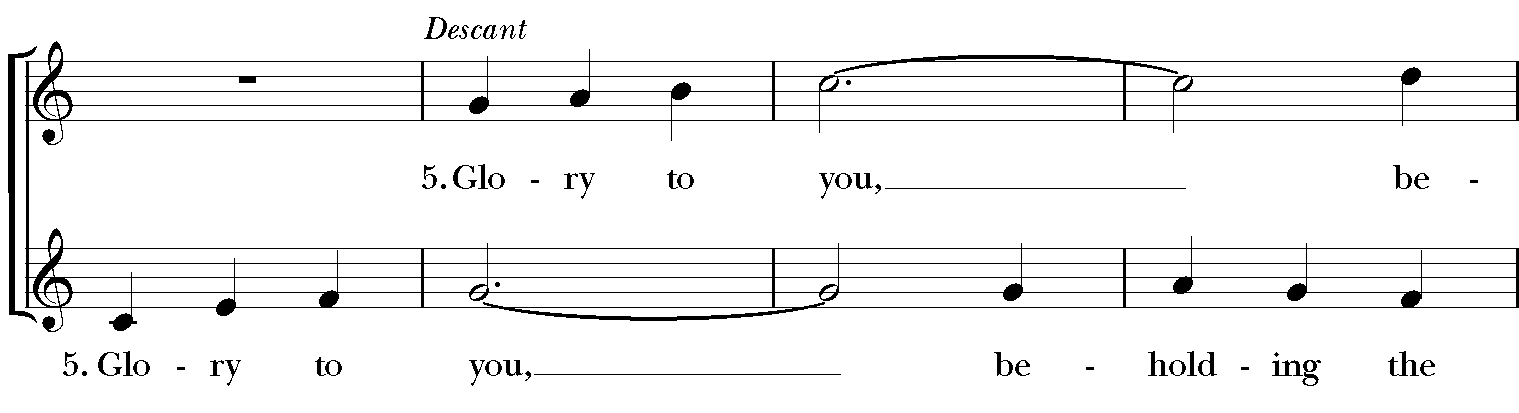 Descant
5. Glo - ry to you, be -
5. Glo - ry to you, be - hold - ing the